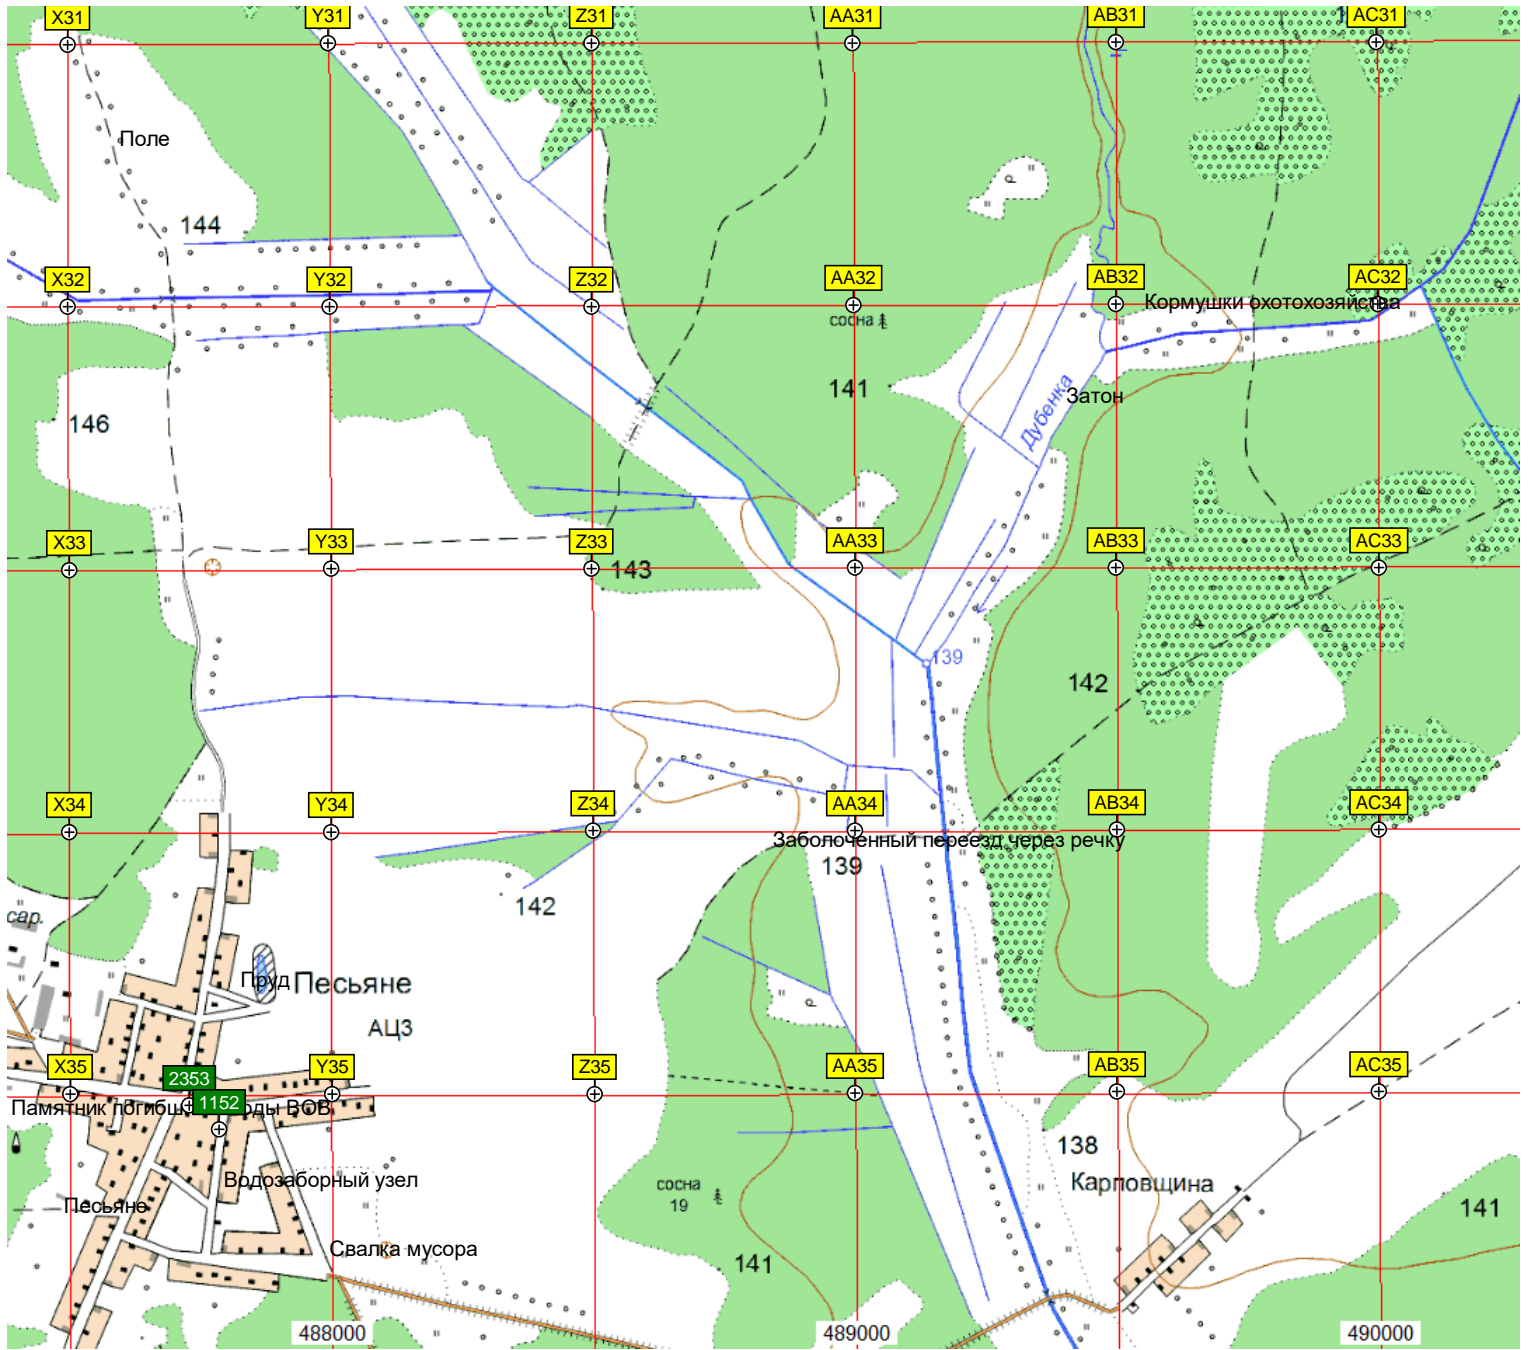 X31 Y31 Z31 AA31 AB31 AC31
Поле
144
X32 Y32 Z32 AA32 AB32 AC32
Кормушки охотохозяйства
сосна
141
Затон
Дубенка
146
X33 Y33 Z33 AA33 AB33 AC33
143
139
142
X34 Y34 Z34 AA34 AB34 AC34
Заболоченный переезд через речку
139
142
сар.
Пруд
Песьяне
АЦЗ
X35 Y35 Z35 AA35 AB35 AC35
2353
1152
Памятник
ВОВ
138
Карповщина
Водозаборный узел
сосна
19
Песьяне
141
Свалка мусора
141
488000 489000 490000